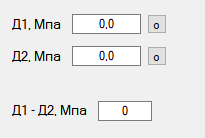 Д1, Мпа 0,0 о
Д2, Мпа 0,0 о
Д1 - Д2, Мпа 0